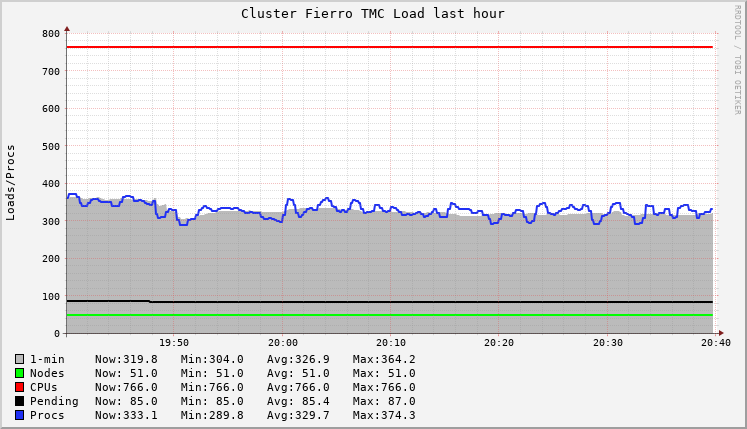 Cluster Fierro TMC Load last hour
RRDTOOL / TOBI OETIKER
Loads/Procs
800
700
600
500
400
300
200
100
0
19:50 20:00 20:10 20:20 20:30 20:40
1-min Now:319.8 Min:304.0 Avg:326.9 Max:364.2
Nodes Now: 51.0 Min: 51.0 Avg: 51.0 Max: 51.0
CPUs Now:766.0 Min:766.0 Avg:766.0 Max:766.0
Pending Now: 85.0 Min: 85.0 Avg: 85.4 Max: 87.0
Procs Now:333.1 Min:289.8 Avg:329.7 Max:374.3